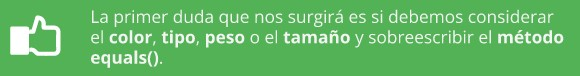 La primer duda que nos surgirá es si debemos considerar
el color, tipo, peso o el tamaño y sobreescribir el método
equals().